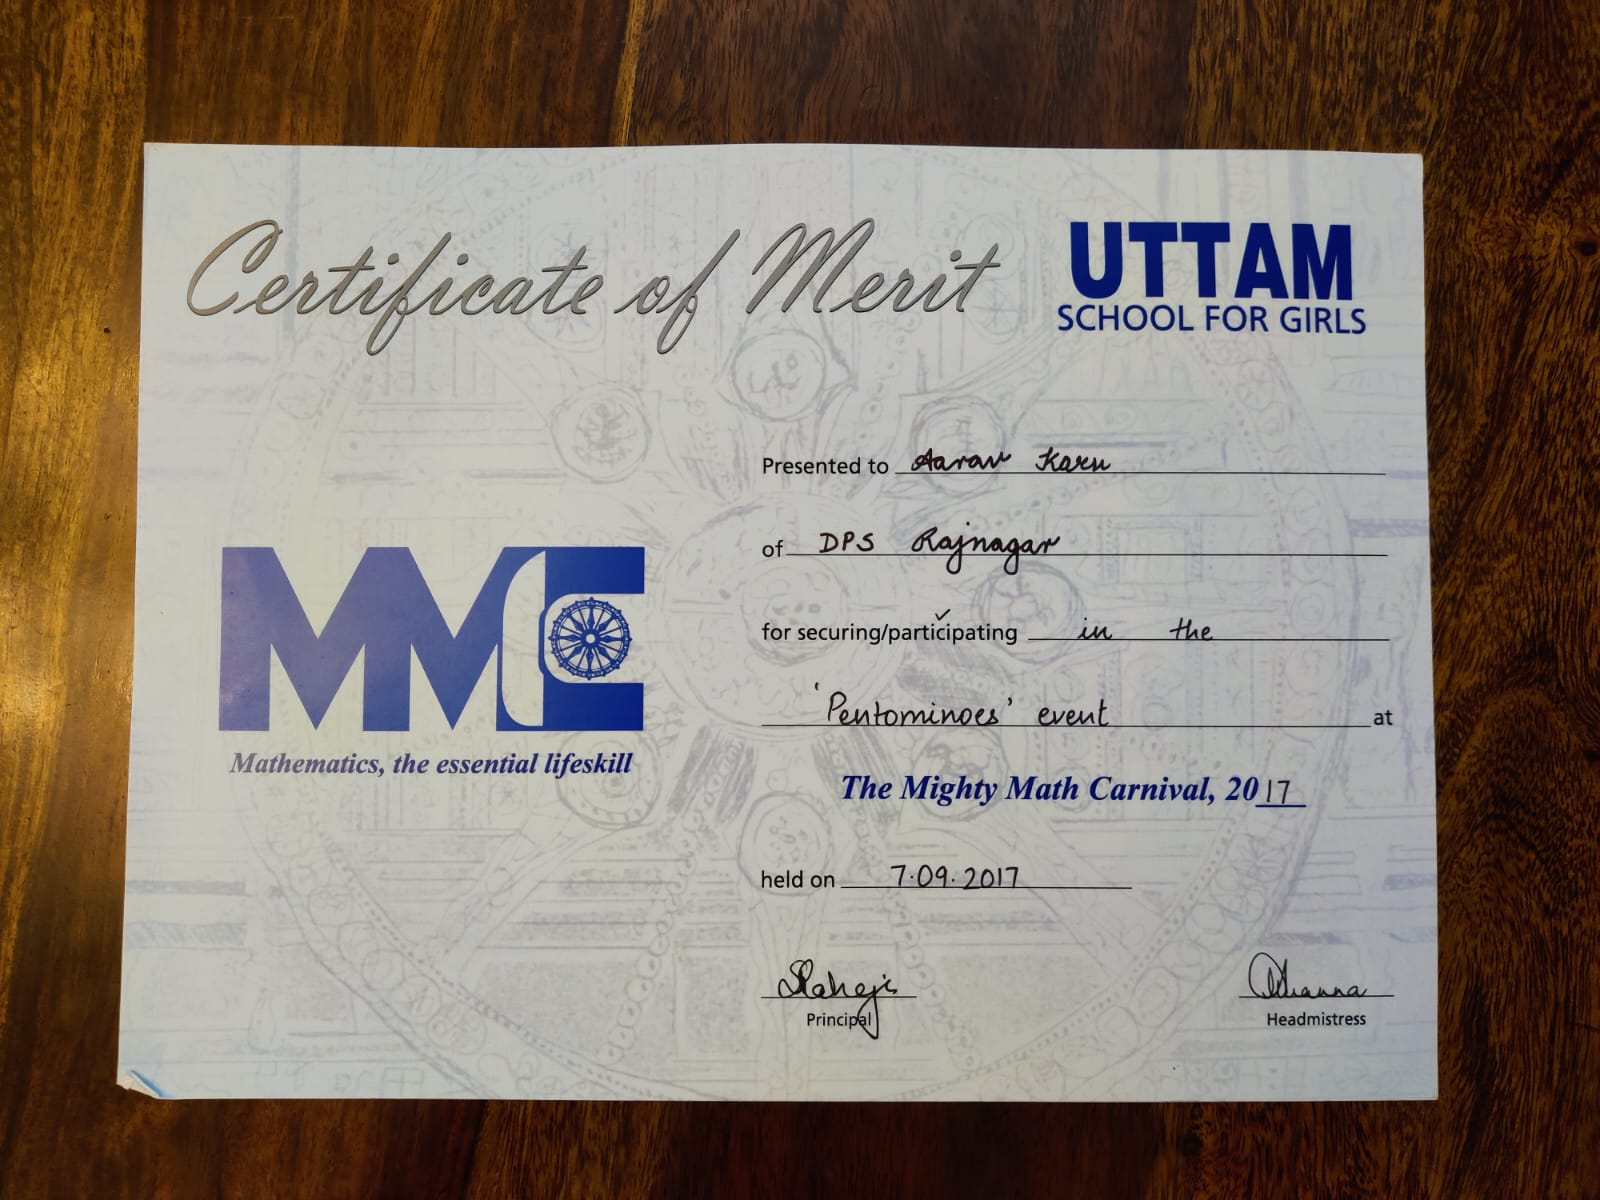 Certificate of Merit
UTTAM
SCHOOL FOR GIRLS
Presented to Aarav Karu
of DPS Rajnagar
for securing/participating in the
'Pentominoes' event at
The Mighty Math Carnival, 2017
held on 7.09.2017
MMC
Mathematics, the essential lifeskill
Principal
Headmistress